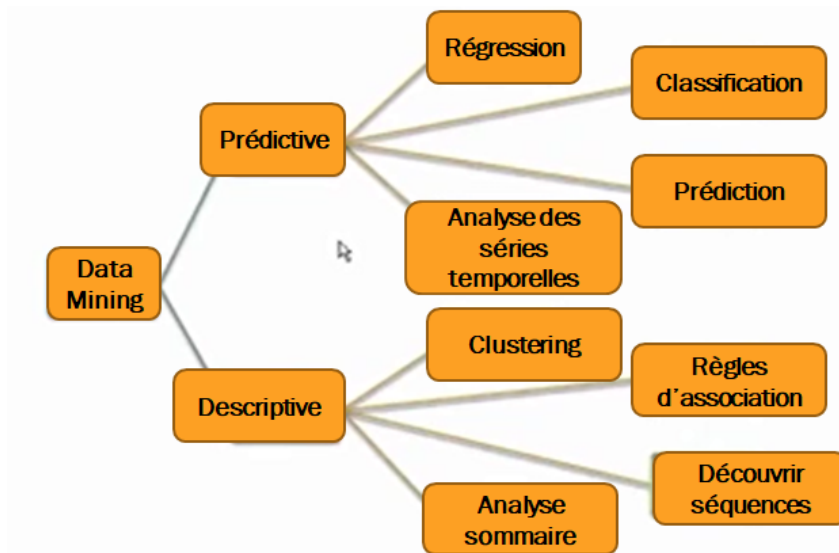 Régression
Classification
Prédictive
Prédiction
Analyse des
séries
temporelles
Data
Mining
Clustering
Règles
d'association
Descriptive
Découvrir
séquences
Analyse
sommaire